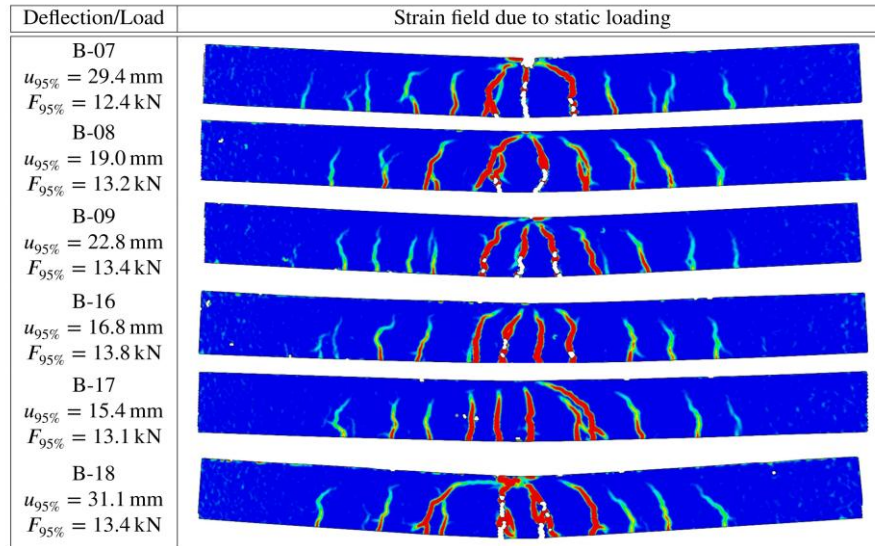 Deflection/Load
Strain field due to static loading
B-07
u95% = 29.4 mm
F95% = 12.4 kN
B-08
u95% = 19.0 mm
F95% = 13.2 kN
B-09
u95% = 22.8 mm
F95% = 13.4 kN
B-16
u95% = 16.8 mm
F95% = 13.8 kN
B-17
u95% = 15.4 mm
F95% = 13.1 kN
B-18
u95% = 31.1 mm
F95% = 13.4 kN